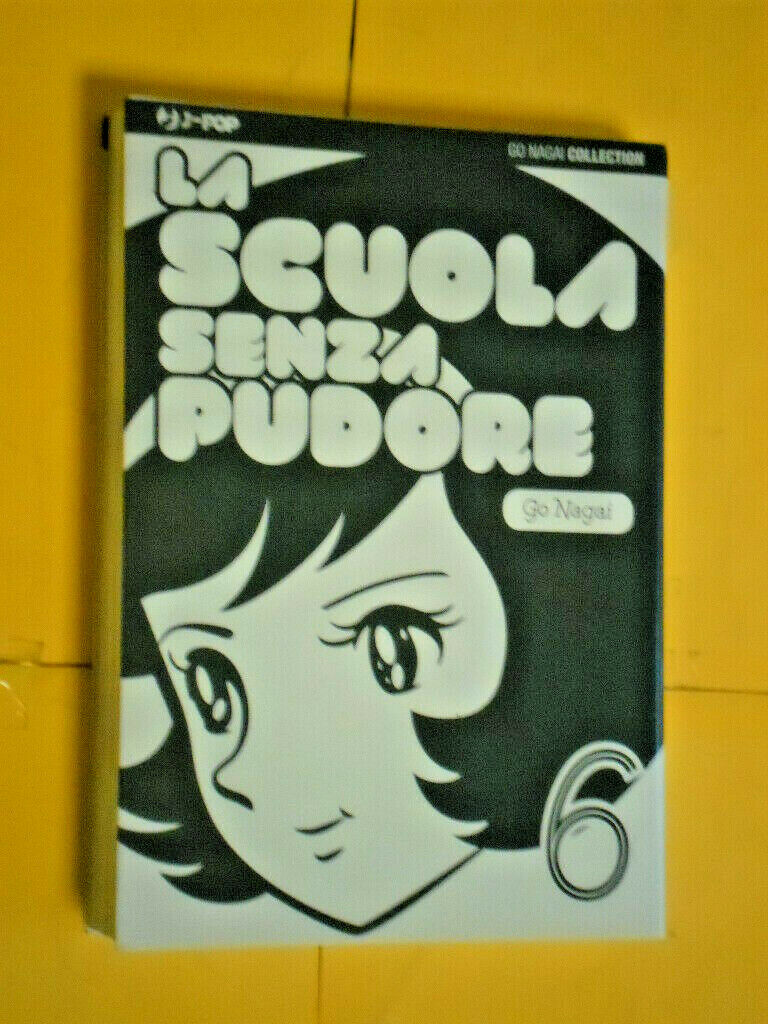 J-POP
GO NAGAI COLLECTION
LA
SCUOLA
SENZA
PUDORE
Go Nagai
6